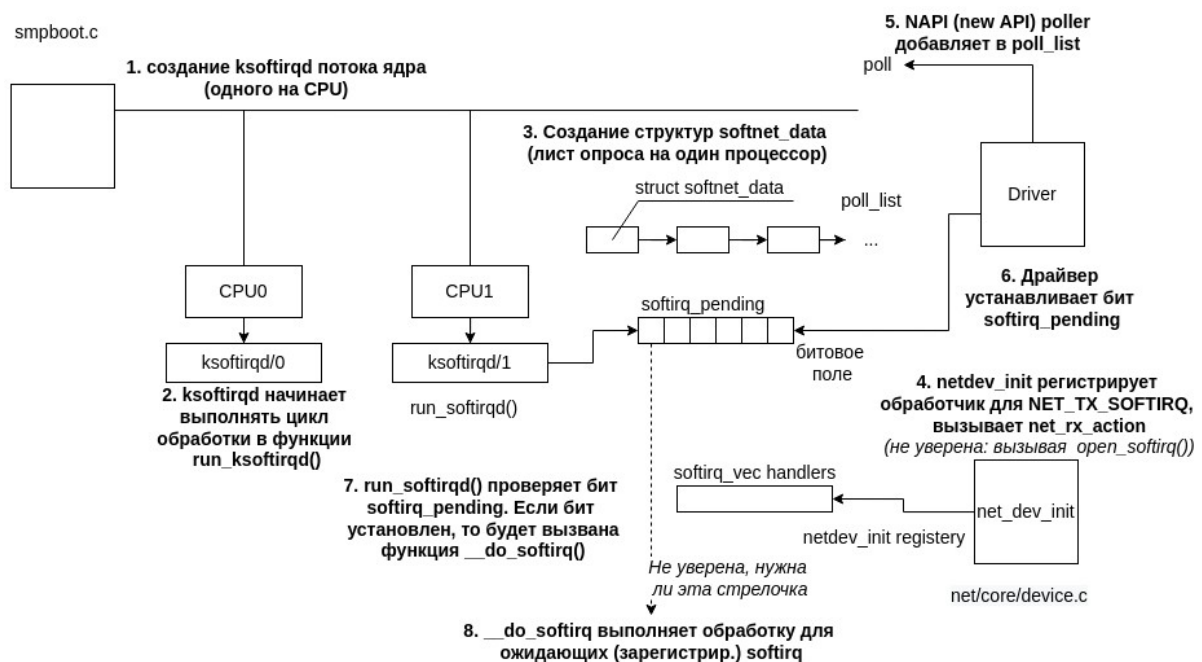 smpboot.c
1. создание ksoftirqd потока ядра
(одного на CPU)
5. NAPI (new API) poller
добавляет в poll_list
poll
3. Создание структур softnet_data
(лист опроса на один процессор)
struct softnet_data
poll_list
...
Driver
CPU0
CPU1
6. Драйвер
устанавливает бит
softirq_pending
softirq_pending
битовое
поле
ksoftirqd/0
ksoftirqd/1
run_softirqd()
2. ksoftirqd начинает
выполнять цикл
обработки в функции
run_ksoftirqd()
4. netdev_init регистрирует
обработчик для NET_TX_SOFTIRQ,
вызывает net_rx_action
(не уверена: вызывая open_softirq())
7. run_softirqd() проверяет бит
softirq_pending. Если бит
установлен, то будет вызвана
функция __do_softirq()
softirq_vec handlers
net_dev_init
netdev_init registery
net/core/device.c
Не уверена, нужна
ли эта стрелочка
8. __do_softirq выполняет обработку для
ожидающих (зарегистрир.) softirq